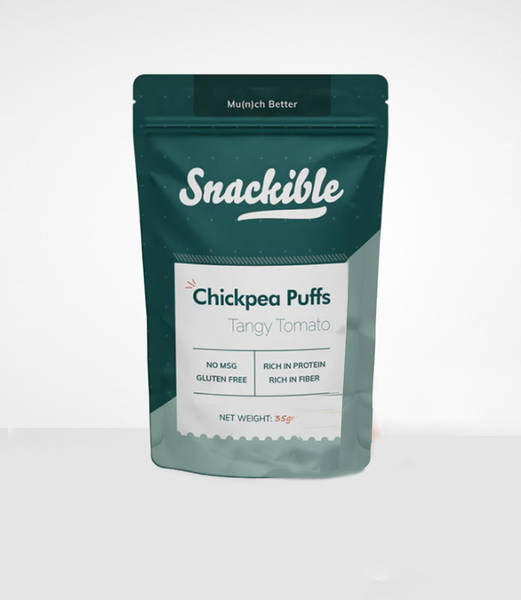 Mu(n)ch Better
Snackible
Chickpea Puffs
Tangy Tomato
NO MSG
GLUTEN FREE
RICH IN PROTEIN
RICH IN FIBER
NET WEIGHT: 35gr